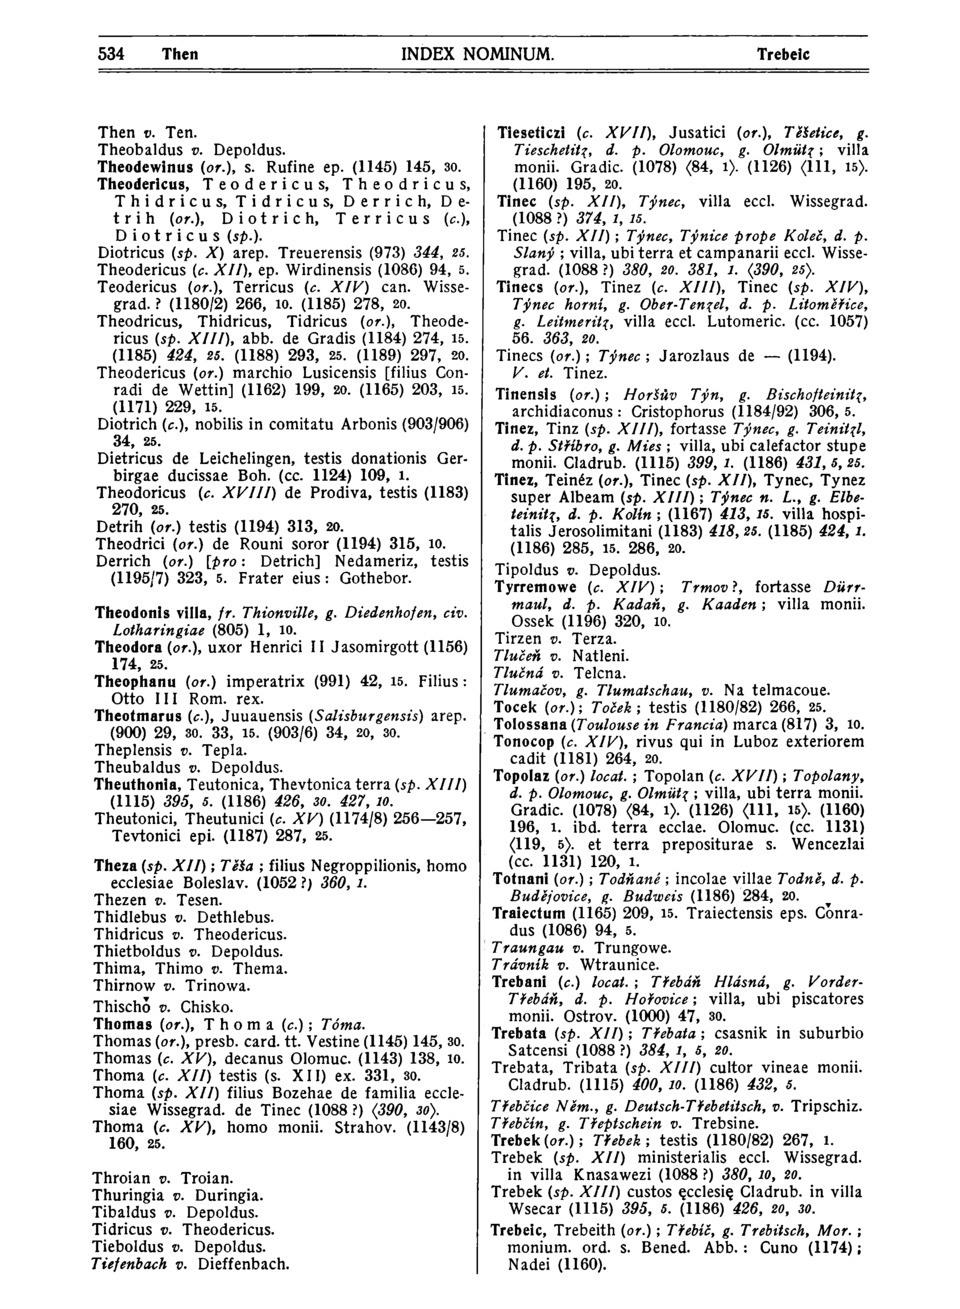 534 Then INDEX NOMINUM. Trebeic
Then v. Ten.
Theobaldus v. Depoldus.
Theodewinus (or.), s. Rufine ep. (1145) 145, 30.
Theodericus, Teodericus, Theodricus,
Thidricus, Tidricus, Derrich, De-
trih (or.), Diotrich, Terricus (c.),
Diotricus (sp.).
Diotricus (sp. X) arep. Treuerensis (973) 344, 25.
Theodericus (c. XII), ep. Wirdinensis (1086) 94, 5.
Teodericus (or.), Terricus (c. XIV) can. Wisse-
grad. ? (1180/2) 266, 10. (1185) 278, 20.
Theodricus, Thidricus, Tidricus (or.), Theode-
ricus (sp. XIII), abb. de Gradis (1184) 274, 15.
(1185) 424, 25. (1188) 293, 25. (1189) 297, 20.
Theodericus (or.) marchio Lusicensis [filius Con-
radi de Wettin] (1162) 199, 20. (1165) 203, 15.
(1171) 229, 15.
Diotrich (c.), nobilis in comitatu Arbonis (903/906)
34, 25.
Dietricus de Leichelingen, testis donationis Ger-
birgae ducissae Boh. (cc. 1124) 109, 1.
Theodoricus (c. XVIII) de Prodiva, testis (1183)
270, 25.
Detrih (or.) testis (1194) 313, 20.
Theodrici (or.) de Rouni soror (1194) 315, 10.
Derrich (or.) [pro: Detrich] Nedameriz, testis
(1195/7) 323, 5. Frater eius: Gothebor.
Theodonis villa, fr. Thionville, g. Diedenhofen, civ.
Lotharingiae (805) 1, 10.
Theodora (or.), uxor Henrici II Jasomirgott (1156)
174, 25.
Theophanu (or.) imperatrix (991) 42, 15. Filius:
Otto III Rom. rex.
Theotmarus (c.), Juuauensis (Salisburgensis) arep.
(900) 29, 30. 33, 15. (903/6) 34, 20, 30.
Theplensis v. Tepla.
Theubaldus v. Depoldus.
Theuthonia, Teutonica, Thevtonica terra (sp. XIII)
(1115) 395, 5. (1186) 426, 30. 427, 10.
Theutonici, Theutunici (c. XV) (1174/8) 256—257,
Tevtonici epi. (1187) 287, 25.
Theza (sp. XII) ; Těša ; filius Negroppilionis, homo
ecclesiae Boleslav. (1052 ?) 360, 1.
Thezen v. Tesen.
Thidlebus v. Dethlebus.
Thidricus v. Theodericus.
Thietboldus v. Depoldus.
Thima, Thimo v. Thema.
Thirnow v. Trinowa.
Thischǒ v. Chisko.
Thomas (or.), Thoma (c.) ; Tóma.
Thomas (or.), presb. card. tt. Vestine (1145) 145, 30.
Thomas (c. XV), decanus Olomuc. (1143) 138, 10.
Thoma (c. XII) testis (s. XII) ex. 331, 30.
Thoma (sp. XII) filius Bozehae de familia eccle-
siae Wissegrad. de Tinec (1088 ?) ⟨390, 30⟩.
Thoma (c. XV), homo monii. Strahov. (1143/8)
160, 25.
Throian v. Troian.
Thuringia v. Duringia.
Tibaldus v. Depoldus.
Tidricus v. Theodericus.
Tieboldus v. Depoldus.
Tiefenbach v. Dieffenbach.
Tieseticzi (c. XVII), Jusatici (or.), Těšetice, g.
Tieschetitz, d. p. Olomouc, g. Olmütz ; villa
monii. Gradic. (1078) ⟨84, 1⟩. (1126) ⟨111, 15⟩.
(1160) 195, 20.
Tinec (sp. XII), Týnec, villa eccl. Wissegrad.
(1088 ?) 374, 1, 15.
Tinec (sp. XII) ; Týnec, Týnice prope Koleč, d. p.
Slaný ; villa, ubi terra et campanarii eccl. Wisse-
grad. (1088 ?) 380, 20. 381, 1. ⟨390, 25⟩.
Tinecs (or.), Tinez (c. XIII), Tinec (sp. XIV),
Týnec horní, g. Ober-Tenzel, d. p. Litoměřice,
g. Leitmeritz, villa eccl. Lutomeric. (cc. 1057)
56. 363, 20.
Tinecs (or.) ; Týnec ; Jarozlaus de — (1194).
V. et. Tinez.
Tinensis (or.) ; Horšův Týn, g. Bischofteinitz,
archidiaconus : Cristophorus (1184/92) 306, 5.
Tinez, Tinz (sp. XIII), fortasse Týnec, g. Teinitzl,
d. p. Stříbro, g. Mies ; villa, ubi calefactor stupe
monii. Cladrub. (1115) 399, 1. (1186) 431, 5, 25.
Tinez, Teinéz (or.), Tinec (sp. XII), Tynec, Tynez
super Albeam (sp. XIII) ; Týnec n. L., g. Elbe-
teinitz, d. p. Kolín ; (1167) 413, 15. villa hospi-
talis Jerosolimitani (1183) 418, 25. (1185) 424, 1.
(1186) 285, 15. 286, 20.
Tipoldus v. Depoldus.
Tyrremowe (c. XIV) ; Trmov ?, fortasse Dürr-
maul, d. p. Kadaň, g. Kaaden ; villa monii.
Ossek (1196) 320, 10.
Tirzen v. Terza.
Tlučeň v. Natleni.
Tlučná v. Telcna.
Tlumačov, g. Tlumatschau, v. Na telmacoue.
Tocek (or.) ; Toček ; testis (1180/82) 266, 25.
Tolossana (Toulouse in Francia) marca (817) 3, 10.
Tonocop (c. XIV), rivus qui in Luboz exteriorem
cadit (1181) 264, 20.
Topolaz (or.) locat. ; Topolan (c. XVII) ; Topolany,
d. p. Olomouc, g. Olmütz ; villa, ubi terra monii.
Gradic. (1078) ⟨84, 1⟩. (1126) ⟨111, 15⟩. (1160)
196, 1. ibd. terra ecclae. Olomuc. (cc. 1131)
⟨119, 5⟩. et terra prepositurae s. Wencezlai
(cc. 1131) 120, 1.
Totnani (or.) ; Todňané ; incolae villae Todně, d. p.
Budějovice, g. Budweis (1186) 284, 20.
Traiectum (1165) 209, 15. Traiectensis eps. Cǒnra-
dus (1086) 94, 5.
Traungau v. Trungowe.
Trávník v. Wtraunice.
Trebani (c.) locat. ; Třebáň Hlásná, g. Vorder-
Třebáň, d. p. Hořovice ; villa, ubi piscatores
monii. Ostrov. (1000) 47, 30.
Trebata (sp. XII) ; Třebata ; csasnik in suburbio
Satcensi (1088 ?) 384, 1, 5, 20.
Trebata, Tribata (sp. XIII) cultor vineae monii.
Cladrub. (1115) 400, 10. (1186) 432, 5.
Třebčice Něm., g. Deutsch-Třebetitsch, v. Tripschiz.
Třebčín, g. Třeptschein v. Trebsine.
Trebek (or.) ; Třebek ; testis (1180/82) 267, 1.
Trebek (sp. XII) ministerialis eccl. Wissegrad.
in villa Knasawezi (1088 ?) 380, 10, 20.
Trebek (sp. XIII) custos ęcclesię Cladrub. in villa
Wsecar (1115) 395, 5. (1186) 426, 20, 30.
Trebeic, Trebeith (or.) ; Třebíč, g. Trebitsch, Mor. ;
monium. ord. s. Bened. Abb. : Cuno (1174) ;
Nadei (1160).